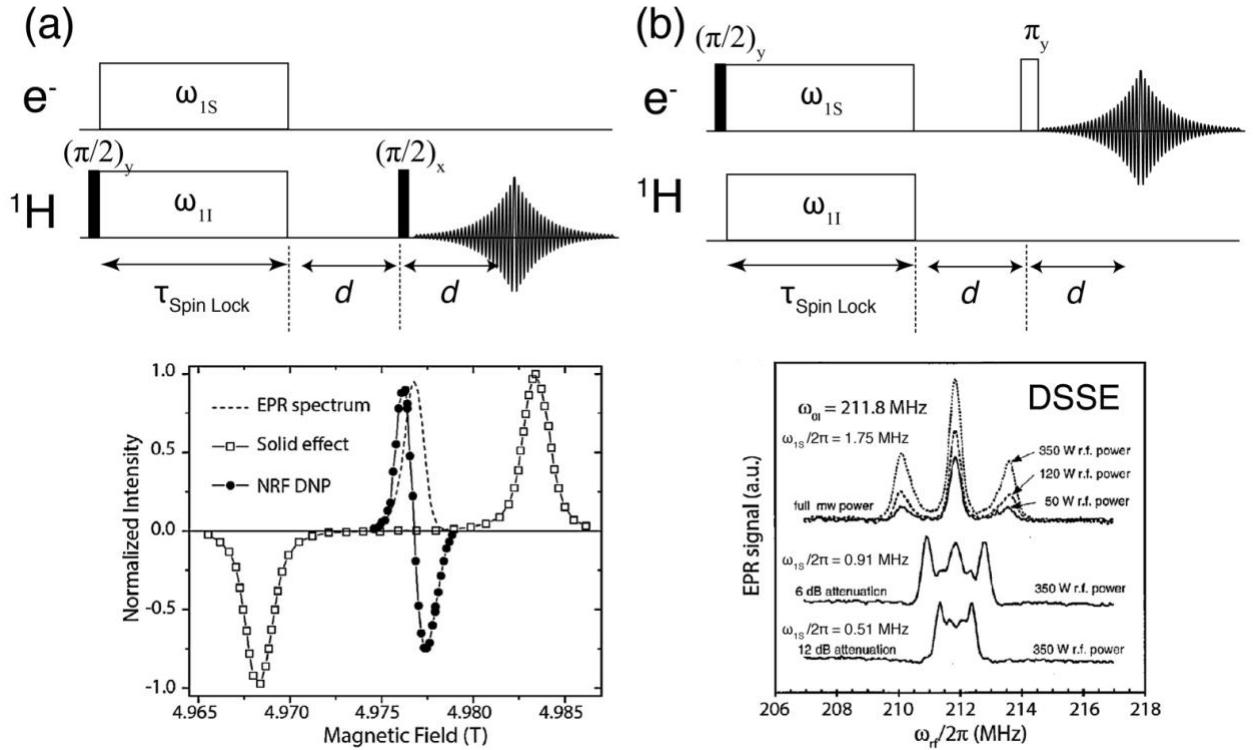 (a)
e⁻
ω₁S
(π/2)y
(π/2)x
¹H
ω₁I
τSpin Lock
d
d
Normalized Intensity
1.0
0.5
0.0
-0.5
-1.0
EPR spectrum
Solid effect
NRF DNP
4.965 4.970 4.975 4.980 4.985
Magnetic Field (T)
(b)
(π/2)y
πy
e⁻
ω₁S
¹H
ω₁I
τSpin Lock
d
d
EPR signal (a.u.)
DSSE
ω₀I = 211.8 MHz
ω₁S/2π = 1.75 MHz
350 W r.f. power
120 W r.f. power
50 W r.f. power
full mw power
ω₁S/2π = 0.91 MHz
6 dB attenuation
350 W r.f. power
ω₁S/2π = 0.51 MHz
12 dB attenuation
350 W r.f. power
206 208 210 212 214 216 218
ωrf/2π (MHz)